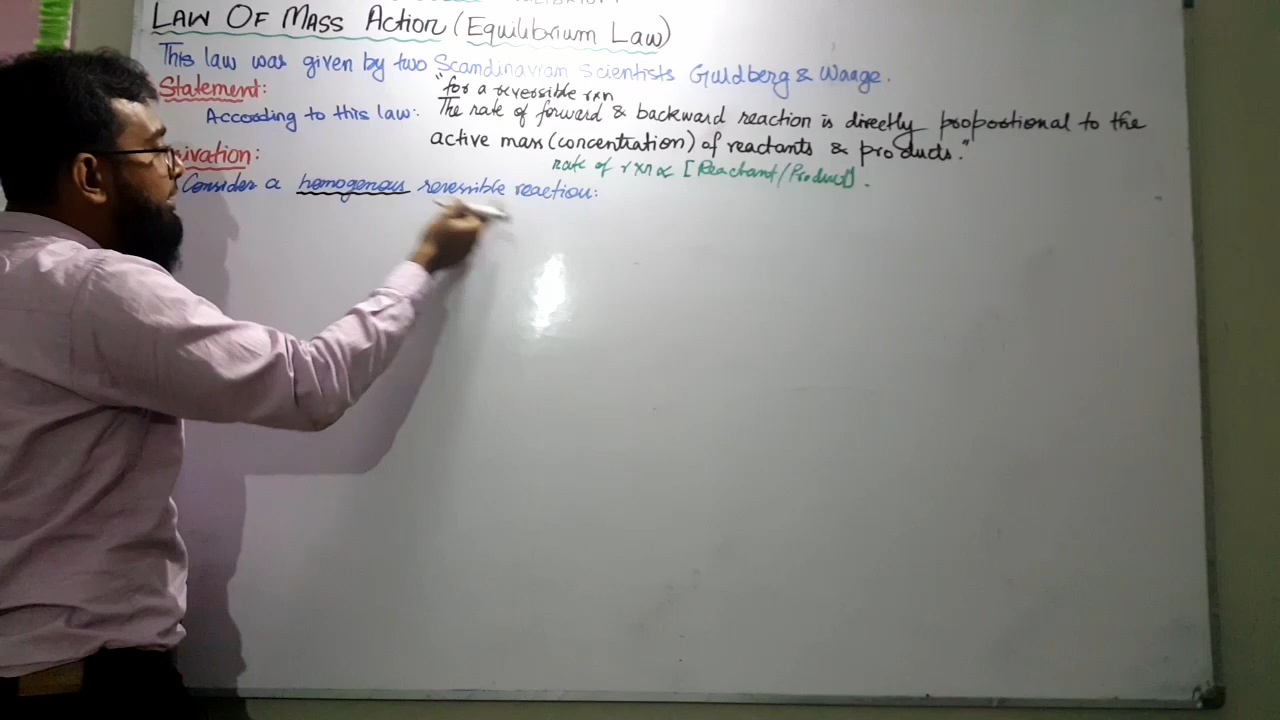 LAW OF MASS ACTION (Equilibrium Law)
This law was given by two Scandinavian Scientists Guldberg & Waage.
Statement:
"for a reversible rxn
According to this law: The rate of forward & backward reaction is directly proportional to the
active mass (concentration) of reactants & products."
ivation:
rate of rxn ∝ [Reactant/Product].
Consider a homogenous reversible reaction: